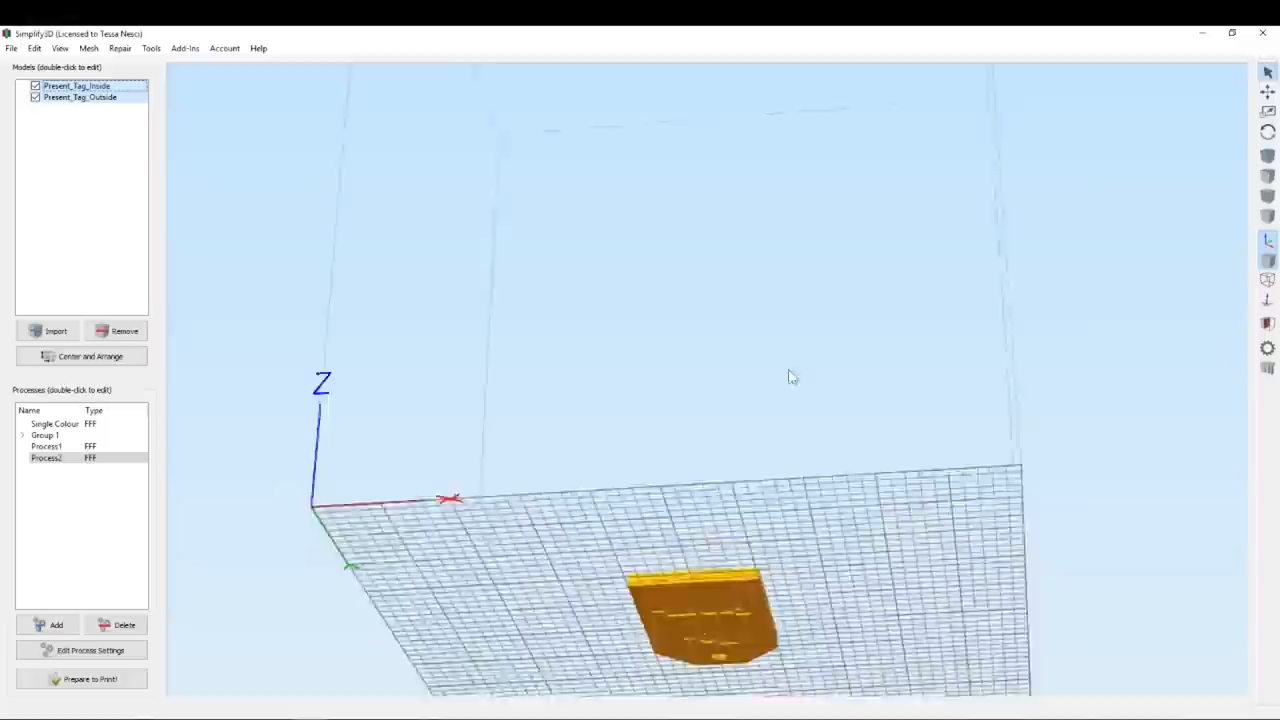 Simplify3D (Licensed to Tessa Nesci)
File Edit View Mesh Repair Tools Add-Ins Account Help
Models (double-click to edit)
Present_Tag_Inside
Present_Tag_Outside
Import Remove
Center and Arrange
Z
Processes (double-click to edit)
Name Type
Single Colour FFF
Group 1
Process1 FFF
Process2 FFF
Add Delete
Edit Process Settings
Prepare to Print!